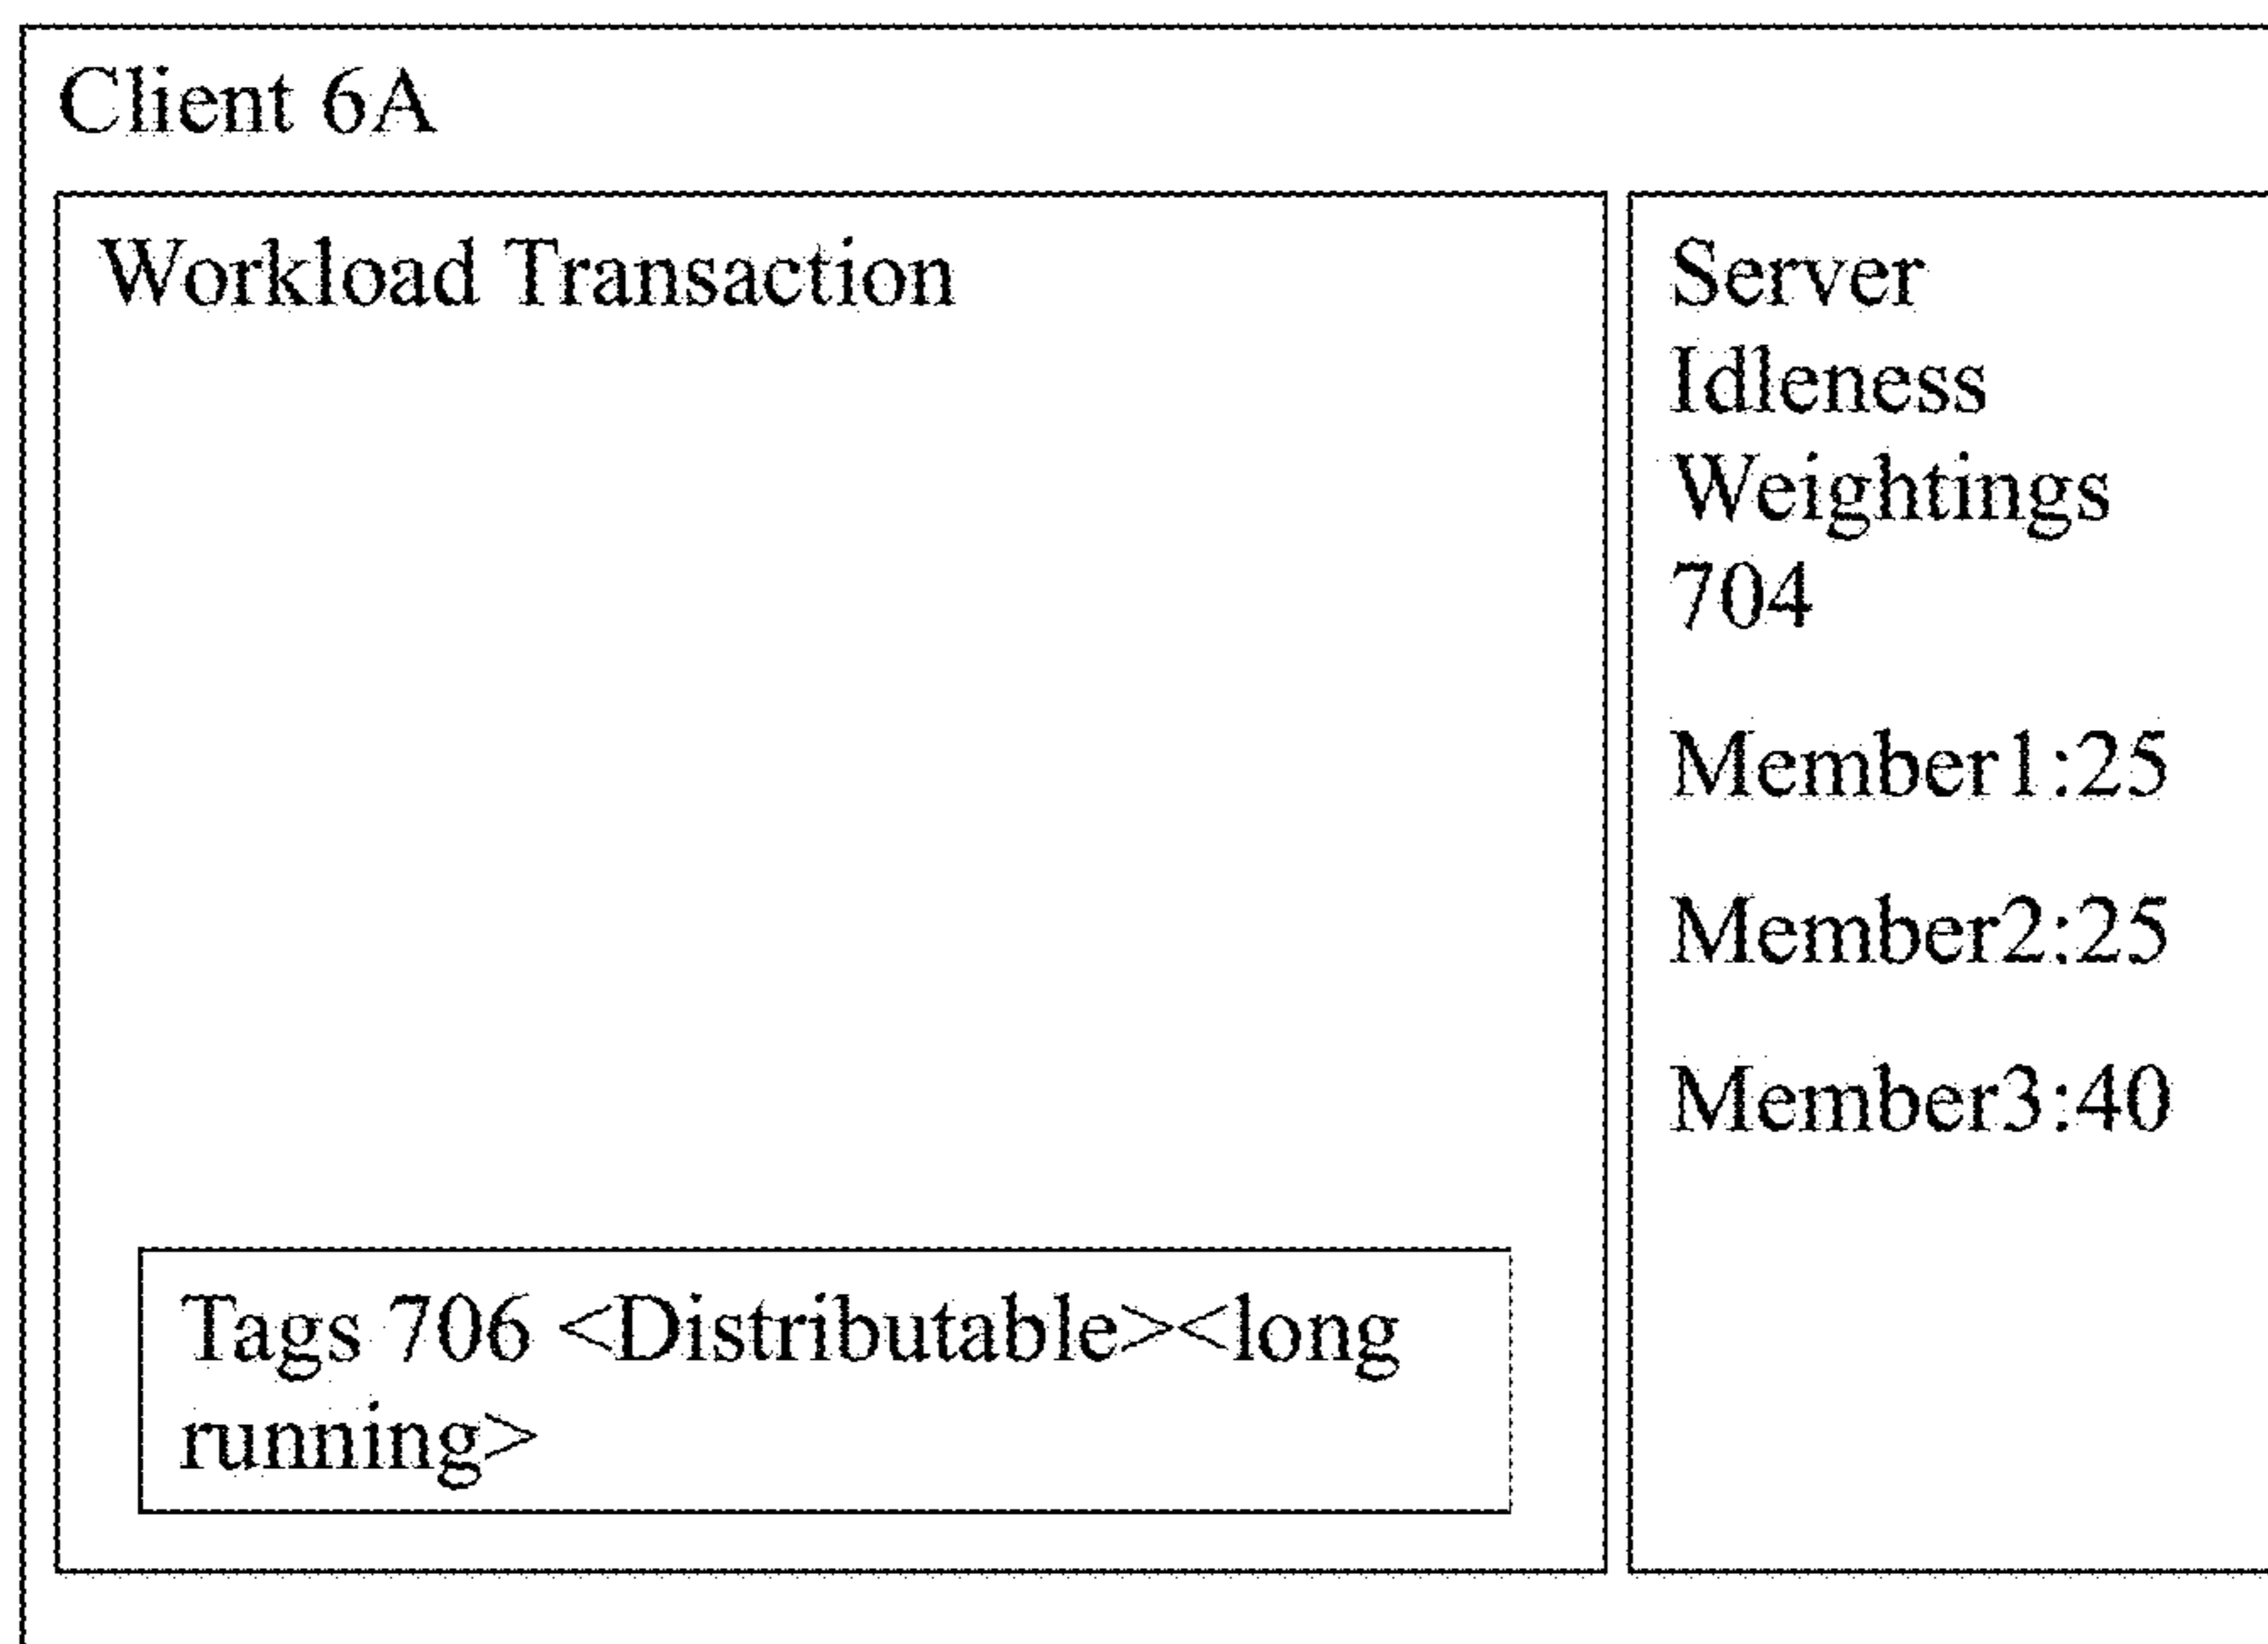 Client 6A
Workload Transaction
Tags 706 <Distributable><long
running>
Server
Idleness
Weightings
704
Member1:25
Member2:25
Member3:40